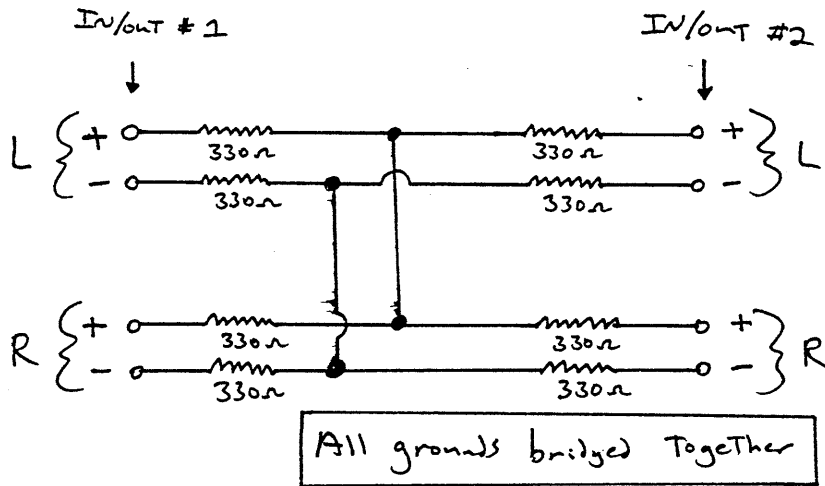 IN/OUT #1 IN/OUT #2
L + 330Ω 330Ω + L
- 330Ω 330Ω -
R + 330Ω 330Ω + R
- 330Ω 330Ω -
All grounds bridged Together